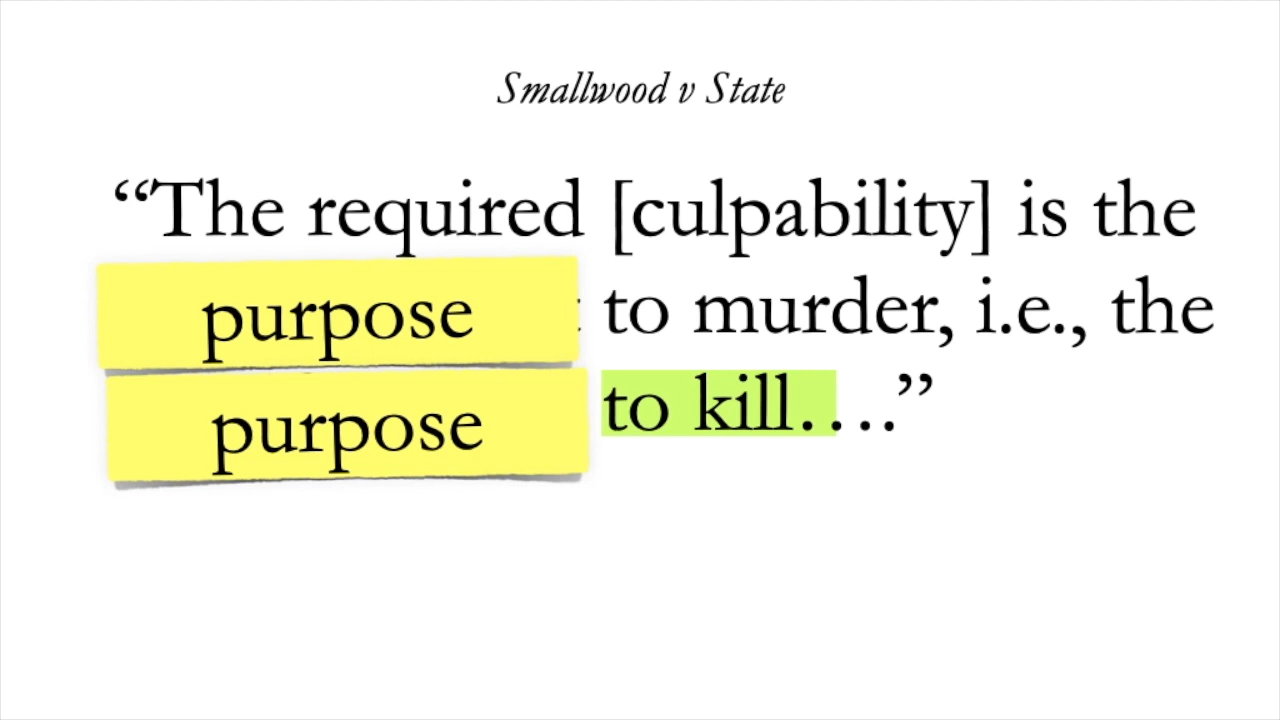 Smallwood v State
“The required [culpability] is the
purpose to murder, i.e., the
purpose to kill….”